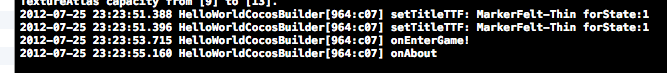 TextureAtlas capacity from [9] to [13].
2012-07-25 23:23:51.388 HelloWorldCocosBuilder[964:c07] setTitleTTF: MarkerFelt-Thin forState:1
2012-07-25 23:23:51.396 HelloWorldCocosBuilder[964:c07] setTitleTTF: MarkerFelt-Thin forState:1
2012-07-25 23:23:53.715 HelloWorldCocosBuilder[964:c07] onEnterGame!
2012-07-25 23:23:55.160 HelloWorldCocosBuilder[964:c07] onAbout